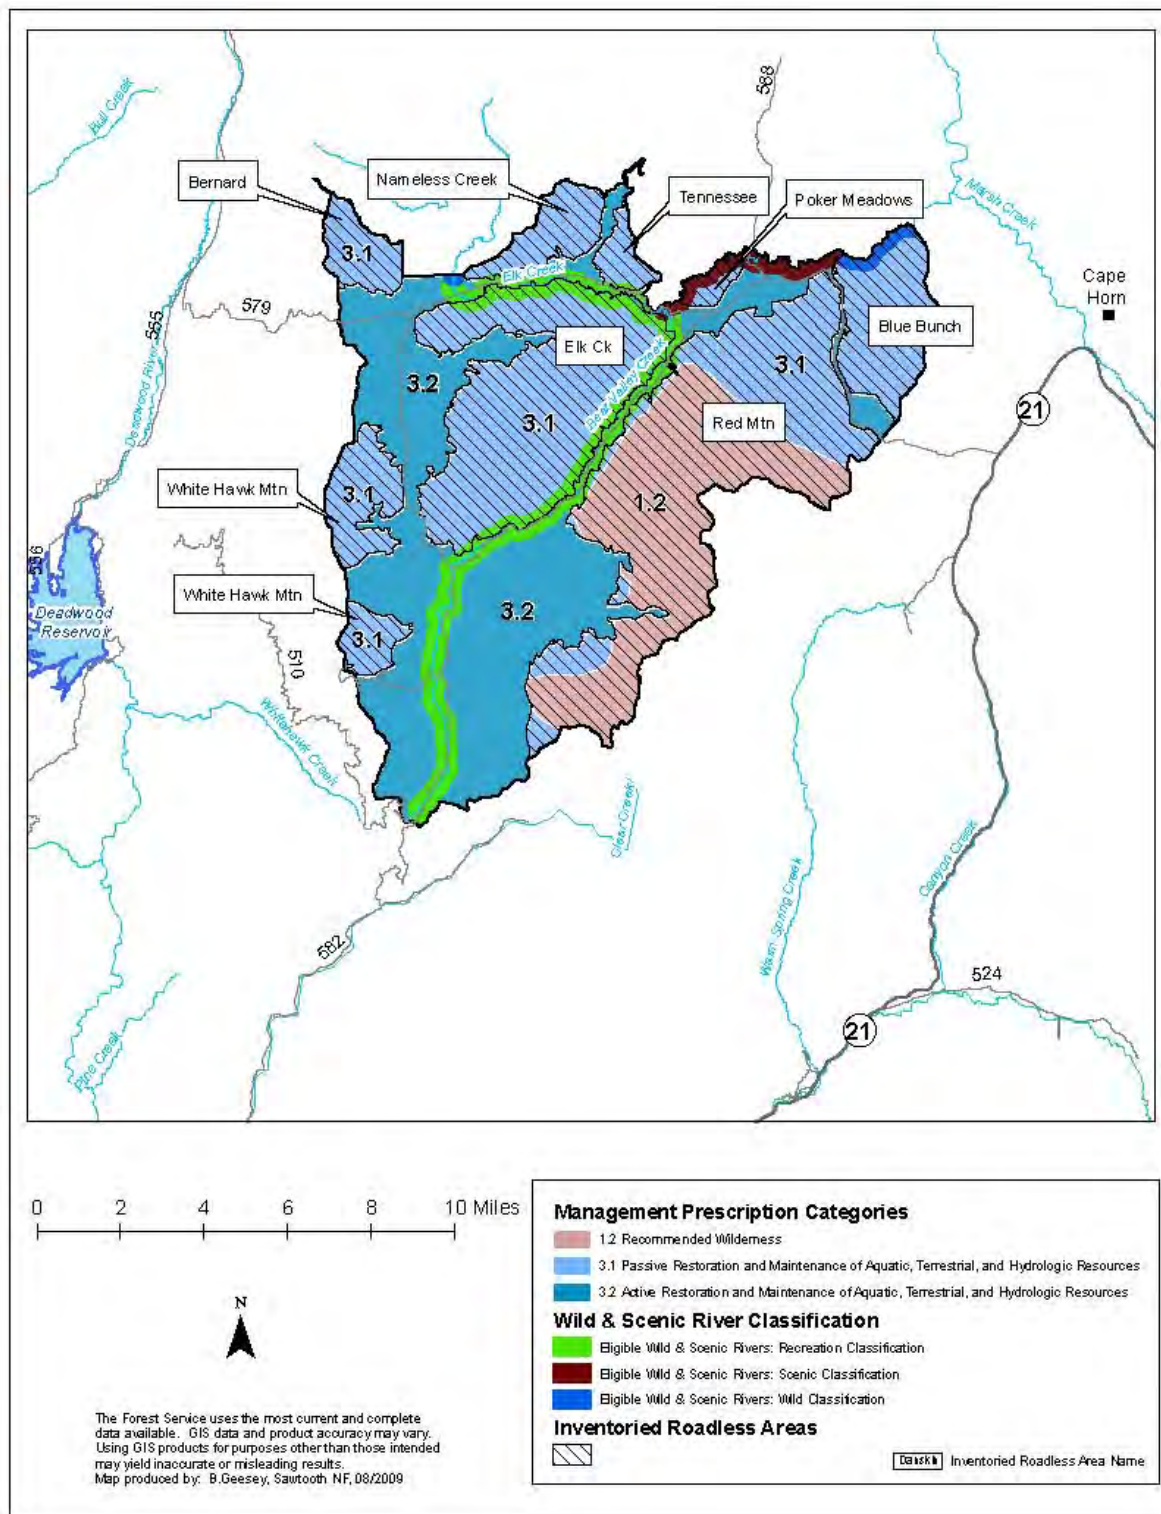 588
Bull Creek
Bernard
Nameless Creek
Tennessee
Poker Meadows
Marsh Creek
3.1
Elk Creek
Cape
Horn
579
Blue Bunch
565
Deadwood River
Elk Ck
3.2
Bear Valley Creek
3.1
21
3.1
Red Mtn
White Hawk Mtn
3.1
1.2
556
Deadwood
Reservoir
White Hawk Mtn
3.2
3.1
510
Whitehawk Creek
Clear Creek
Warm Spring Creek
Canyon Creek
582
524
21
Pine Creek
0 2 4 6 8 10 Miles
N
The Forest Service uses the most current and complete
data available. GIS data and product accuracy may vary.
Using GIS products for purposes other than those intended
may yield inaccurate or misleading results.
Map produced by: B.Geesey, Sawtooth NF, 08/2009
Management Prescription Categories
1.2 Recommended Wilderness
3.1 Passive Restoration and Maintenance of Aquatic, Terrestrial, and Hydrologic Resources
3.2 Active Restoration and Maintenance of Aquatic, Terrestrial, and Hydrologic Resources
Wild & Scenic River Classification
Eligible Wild & Scenic Rivers: Recreation Classification
Eligible Wild & Scenic Rivers: Scenic Classification
Eligible Wild & Scenic Rivers: Wild Classification
Inventoried Roadless Areas
Inventoried Roadless Area Name